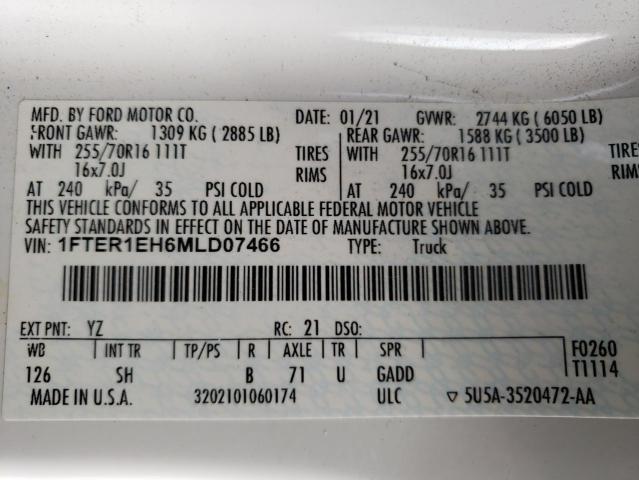 MFD. BY FORD MOTOR CO. DATE: 01/21 GVWR: 2744 KG ( 6050 LB)
FRONT GAWR: 1309 KG ( 2885 LB) REAR GAWR: 1588 KG ( 3500 LB)
WITH 255/70R16 111T TIRES WITH 255/70R16 111T TIRE
16x7.0J RIMS 16x7.0J RIMS
AT 240 kPa/ 35 PSI COLD AT 240 kPa/ 35 PSI COLD
THIS VEHICLE CONFORMS TO ALL APPLICABLE FEDERAL MOTOR VEHICLE
SAFETY STANDARDS IN EFFECT ON THE DATE OF MANUFACTURE SHOWN ABOVE.
VIN: 1FTER1EH6MLD07466 TYPE: Truck
EXT PNT: YZ RC: 21 DSO:
WB INT TR TP/PS R AXLE TR SPR F0260
126 SH B 71 U GADD T1114
MADE IN U.S.A. 3202101060174 ULC 5U5A-3520472-AA